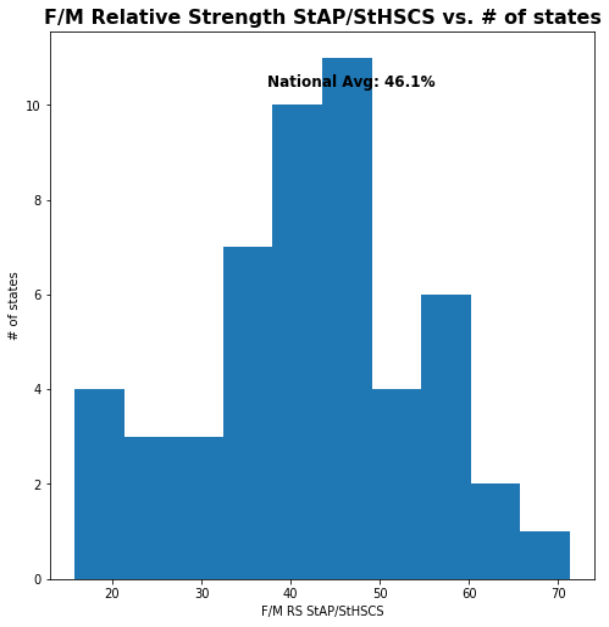 F/M Relative Strength StAP/StHSCS vs. # of states
National Avg: 46.1%
10
8
6
4
2
0
# of states
20 30 40 50 60 70
F/M RS StAP/StHSCS